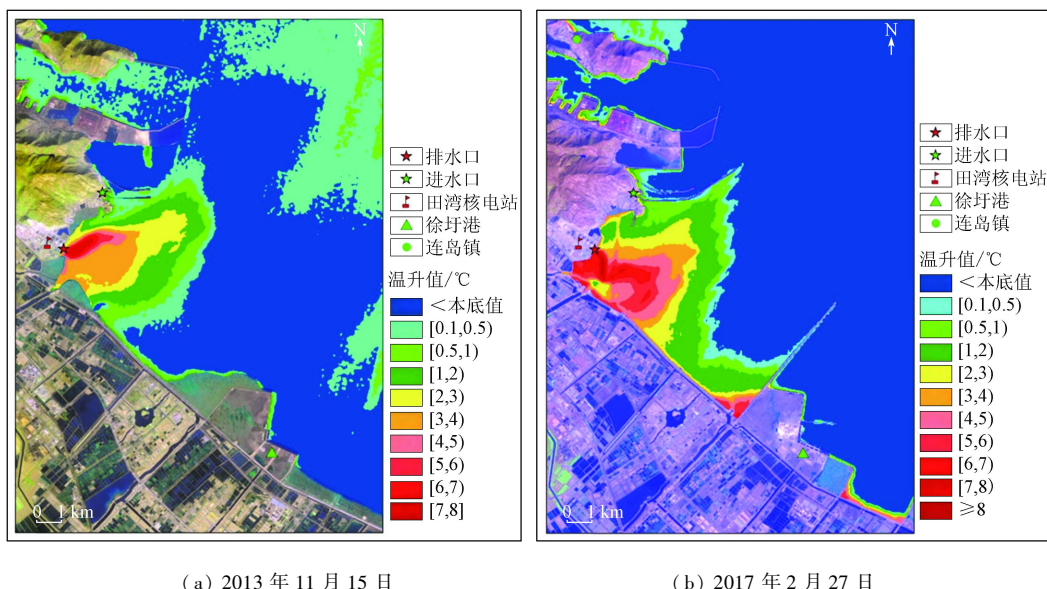 N
排水口
进水口
田湾核电站
徐圩港
连岛镇
温升值/℃
<本底值
[0.1,0.5)
[0.5,1)
[1,2)
[2,3)
[3,4)
[4,5)
[5,6)
[6,7)
[7,8]
0 1 km
(a) 2013 年 11 月 15 日
N
排水口
进水口
田湾核电站
徐圩港
连岛镇
温升值/℃
<本底值
[0.1,0.5)
[0.5,1)
[1,2)
[2,3)
[3,4)
[4,5)
[5,6)
[6,7)
[7,8)
≥8
0 1 km
(b) 2017 年 2 月 27 日